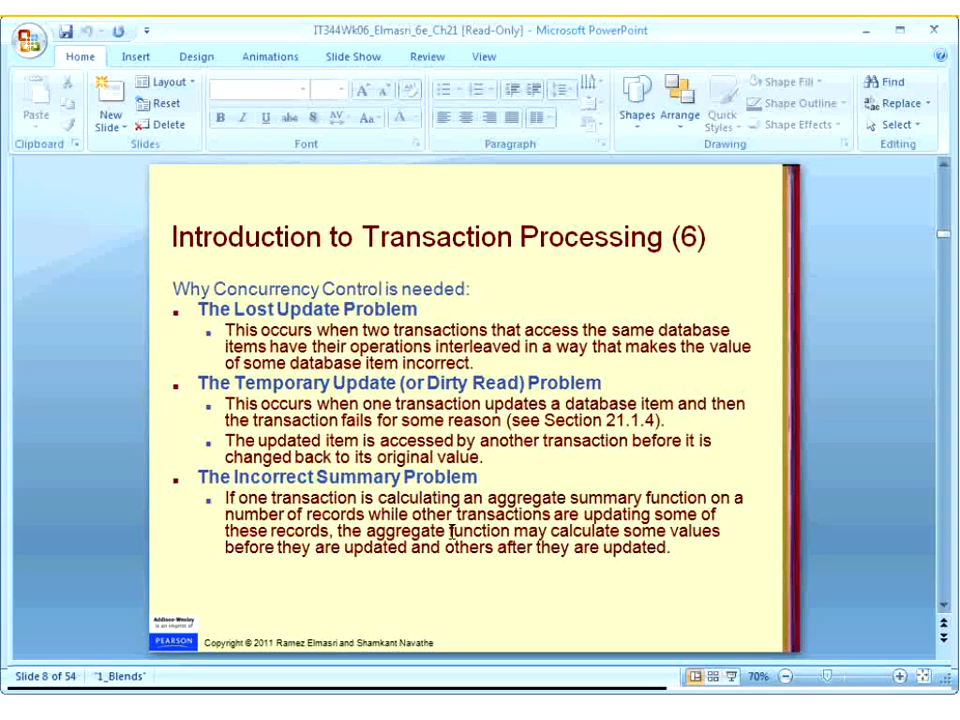 IT344Wk06_Elmasri_6e_Ch21 [Read-Only] - Microsoft PowerPoint
Home Insert Design Animations Slide Show Review View
Paste
New Slide
Layout
Reset
Delete
B I U abc S AV Aa A
Shapes Arrange Quick Styles
Shape Fill
Shape Outline
Shape Effects
Find
Replace
Select
Clipboard Slides Font Paragraph Drawing Editing
Introduction to Transaction Processing (6)
Why Concurrency Control is needed:
The Lost Update Problem
This occurs when two transactions that access the same database
items have their operations interleaved in a way that makes the value
of some database item incorrect.
The Temporary Update (or Dirty Read) Problem
This occurs when one transaction updates a database item and then
the transaction fails for some reason (see Section 21.1.4).
The updated item is accessed by another transaction before it is
changed back to its original value.
The Incorrect Summary Problem
If one transaction is calculating an aggregate summary function on a
number of records while other transactions are updating some of
these records, the aggregate function may calculate some values
before they are updated and others after they are updated.
Addison-Wesley
is an imprint of
PEARSON
Copyright © 2011 Ramez Elmasri and Shamkant Navathe
Slide 8 of 54 "1_Blends" 70%